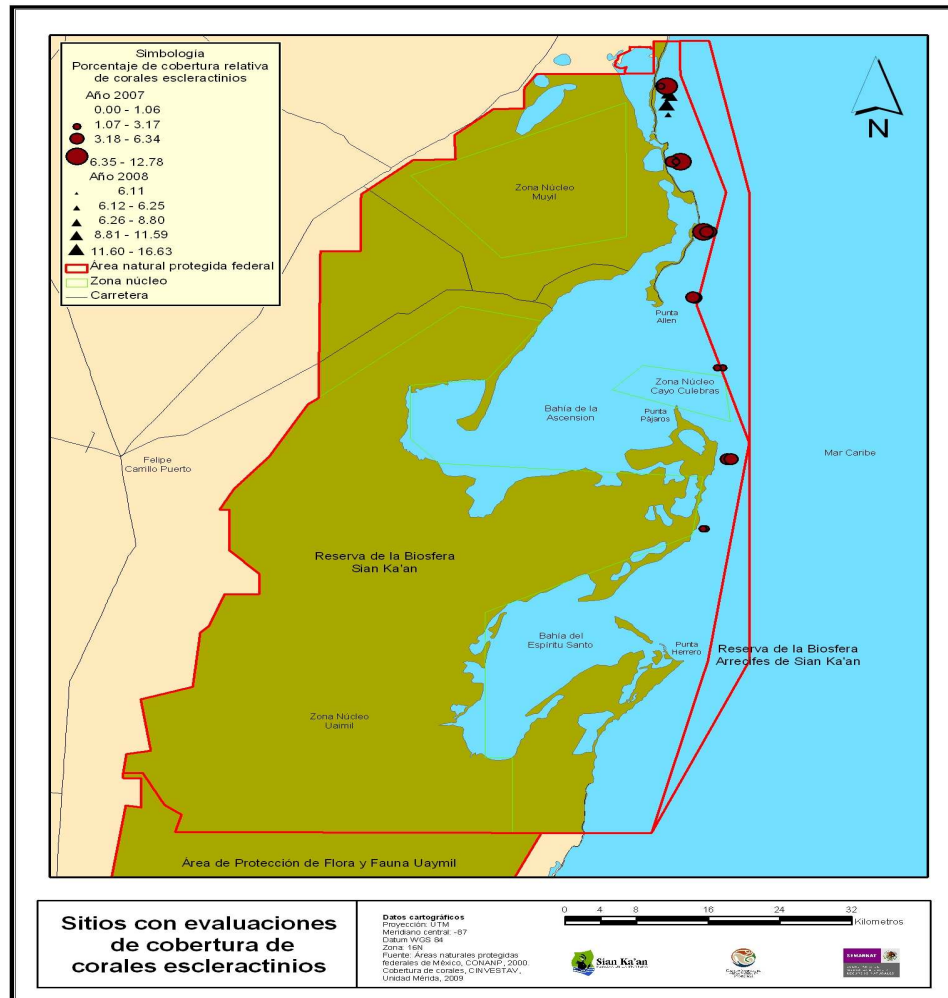 Simbología
Porcentaje de cobertura relativa
de corales escleractinios
Año 2007
0.00 - 1.06
1.07 - 3.17
3.18 - 6.34
6.35 - 12.78
Año 2008
6.11
6.12 - 6.25
6.26 - 8.80
8.81 - 11.59
11.60 - 16.63
Área natural protegida federal
Zona núcleo
Carretera
N
Zona Núcleo
Muyil
Punta
Allen
Zona Núcleo
Cayo Culebras
Bahía de la
Ascension
Punta
Pájaros
Mar Caribe
Felipe
Carrillo Puerto
Reserva de la Biosfera
Sian Ka'an
Bahía del
Espíritu Santo
Punta
Herrero
Reserva de la Biosfera
Arrecifes de Sian Ka'an
Zona Núcleo
Uaimil
Área de Protección de Flora y Fauna Uaymil
Sitios con evaluaciones
de cobertura de
corales escleractinios
Datos cartográficos
Proyección: UTM
Meridiano central: -87
Datum WGS 84
Zona: 16N
Fuente: Áreas naturales protegidas
federales de México, CONANP, 2000.
Cobertura de corales, CINVESTAV,
Unidad Mérida, 2009
0 4 8 16 24 32
Kilometros
Sian Ka'an
SEMARNAT